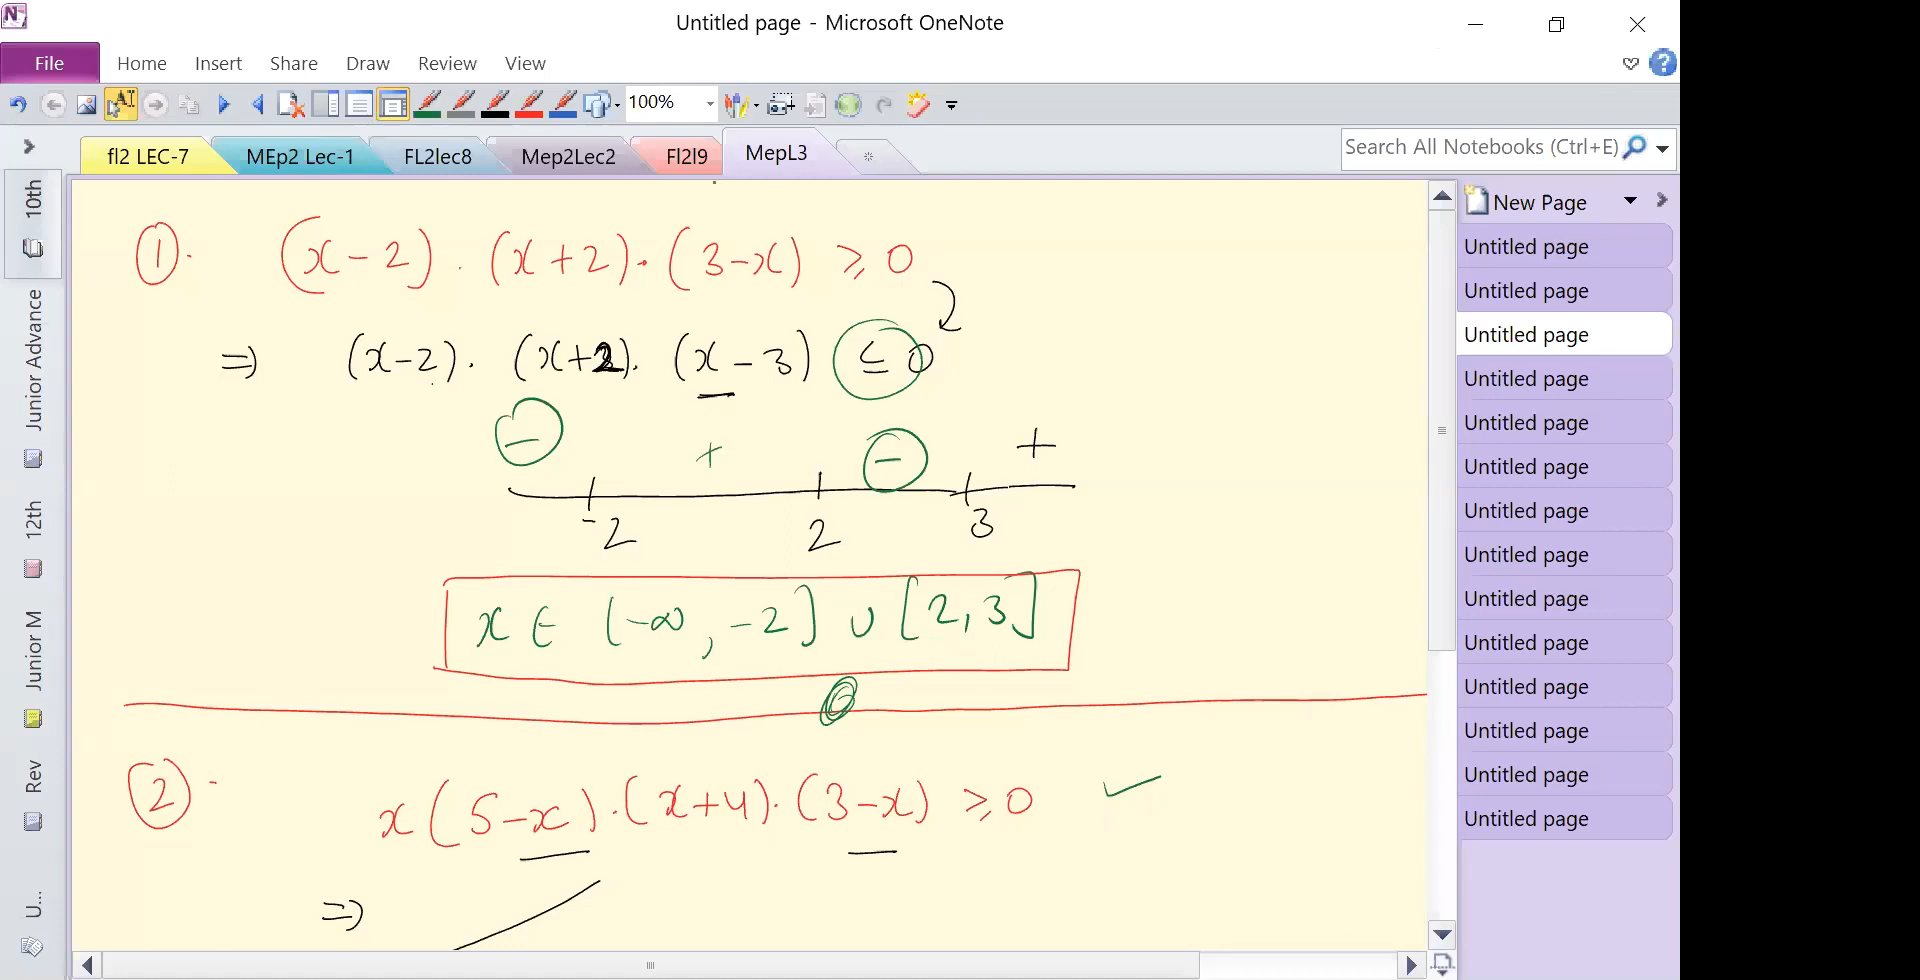 Untitled page - Microsoft OneNote
File Home Insert Share Draw Review View
100%
fl2 LEC-7 MEp2 Lec-1 FL2lec8 Mep2Lec2 Fl2l9 MepL3
Search All Notebooks (Ctrl+E)
10th
Junior Advance
12th
Junior M
Rev
U...
① (x-2) . (x+2) . (3-x) ≥ 0
⇒ (x-2) . (x+2) . (x-3) ≤ 0
- + - +
-2 2 3
x ∈ (-∞, -2] ∪ [2, 3]
② x (5-x) . (x+4) . (3-x) ≥ 0 ✓
⇒
New Page
Untitled page
Untitled page
Untitled page
Untitled page
Untitled page
Untitled page
Untitled page
Untitled page
Untitled page
Untitled page
Untitled page
Untitled page
Untitled page
Untitled page